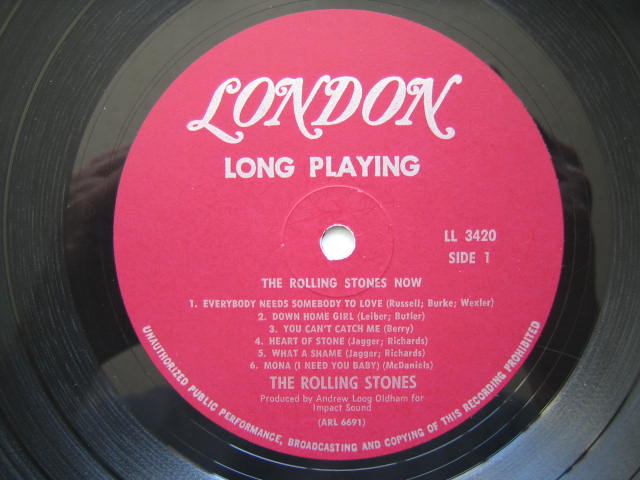 LONDON
LONG PLAYING
LL 3420
SIDE 1
THE ROLLING STONES NOW
1. EVERYBODY NEEDS SOMEBODY TO LOVE (Russell; Burke; Wexler)
2. DOWN HOME GIRL (Leiber; Butler)
3. YOU CAN'T CATCH ME (Berry)
4. HEART OF STONE (Jagger; Richards)
5. WHAT A SHAME (Jagger; Richards)
6. MONA (I NEED YOU BABY) (McDaniels)
THE ROLLING STONES
Produced by Andrew Loog Oldham for
Impact Sound
(ARL 6691)
UNAUTHORIZED PUBLIC PERFORMANCE, BROADCASTING AND COPYING OF THIS RECORDING PROHIBITED